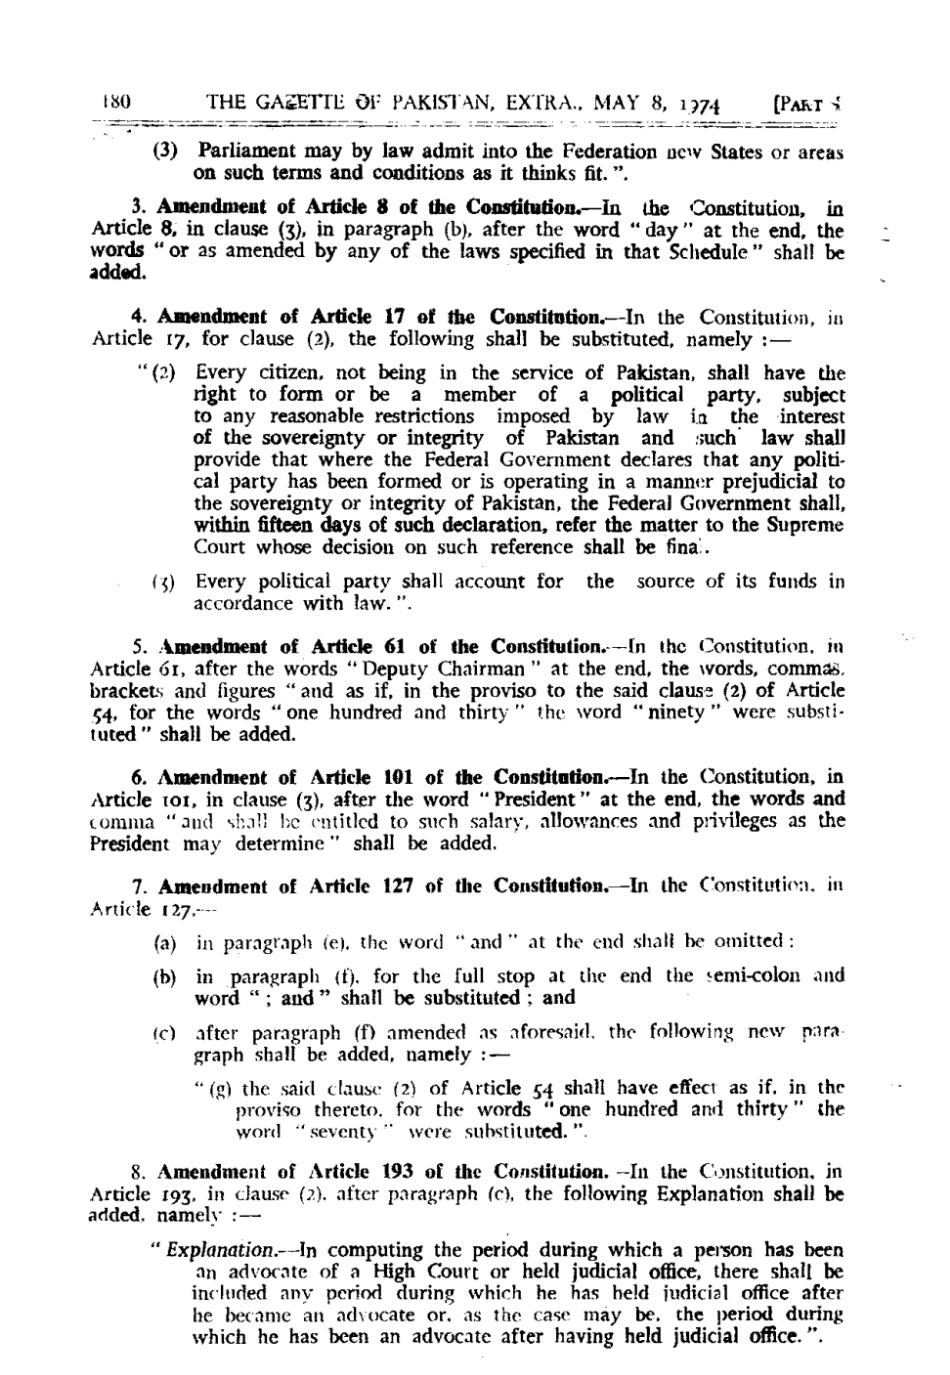 180 THE GAZETTE OF PAKISTAN, EXTRA., MAY 8, 1974 [PART
(3) Parliament may by law admit into the Federation new States or areas
on such terms and conditions as it thinks fit. ”.
3. Amendment of Article 8 of the Constitution.—In the Constitution, in
Article 8, in clause (3), in paragraph (b), after the word “ day ” at the end, the
words “ or as amended by any of the laws specified in that Schedule ” shall be
added.
4. Amendment of Article 17 of the Constitution.—In the Constitution, in
Article 17, for clause (2), the following shall be substituted, namely :—
“ (2) Every citizen, not being in the service of Pakistan, shall have the
right to form or be a member of a political party, subject
to any reasonable restrictions imposed by law in the interest
of the sovereignty or integrity of Pakistan and such law shall
provide that where the Federal Government declares that any politi-
cal party has been formed or is operating in a manner prejudicial to
the sovereignty or integrity of Pakistan, the Federal Government shall,
within fifteen days of such declaration, refer the matter to the Supreme
Court whose decision on such reference shall be final.
(3) Every political party shall account for the source of its funds in
accordance with law. ”.
5. Amendment of Article 61 of the Constitution.—In the Constitution, in
Article 61, after the words “ Deputy Chairman ” at the end, the words, commas,
brackets and figures “ and as if, in the proviso to the said clause (2) of Article
54, for the words “ one hundred and thirty ” the word “ ninety ” were substi-
tuted ” shall be added.
6. Amendment of Article 101 of the Constitution.—In the Constitution, in
Article 101, in clause (3), after the word “ President ” at the end, the words and
comma “ and shall be entitled to such salary, allowances and privileges as the
President may determine ” shall be added.
7. Amendment of Article 127 of the Constitution.—In the Constitution, in
Article 127,—
(a) in paragraph (e), the word “ and ” at the end shall be omitted ;
(b) in paragraph (f), for the full stop at the end the semi-colon and
word “ ; and ” shall be substituted ; and
(c) after paragraph (f) amended as aforesaid, the following new para-
graph shall be added, namely :—
“ (g) the said clause (2) of Article 54 shall have effect as if, in the
proviso thereto, for the words “ one hundred and thirty ” the
word “ seventy ” were substituted. ”.
8. Amendment of Article 193 of the Constitution.—In the Constitution, in
Article 193, in clause (2), after paragraph (c), the following Explanation shall be
added, namely :—
“ Explanation.—In computing the period during which a person has been
an advocate of a High Court or held judicial office, there shall be
included any period during which he has held judicial office after
he became an advocate or, as the case may be, the period during
which he has been an advocate after having held judicial office. ”.